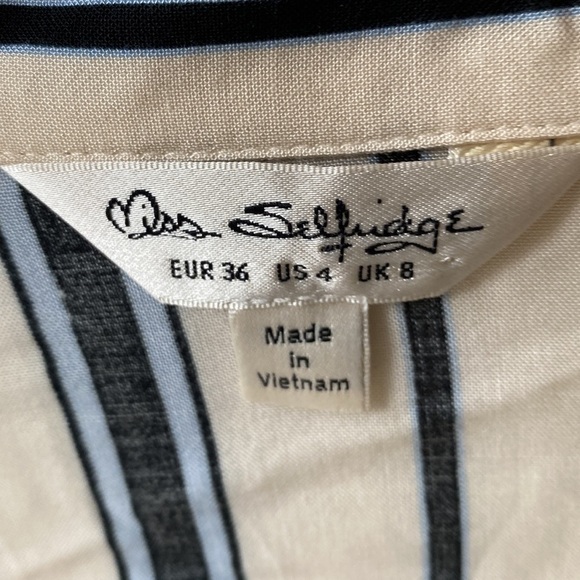 Miss Selfridge
EUR 36 US 4 UK 8
Made
in
Vietnam